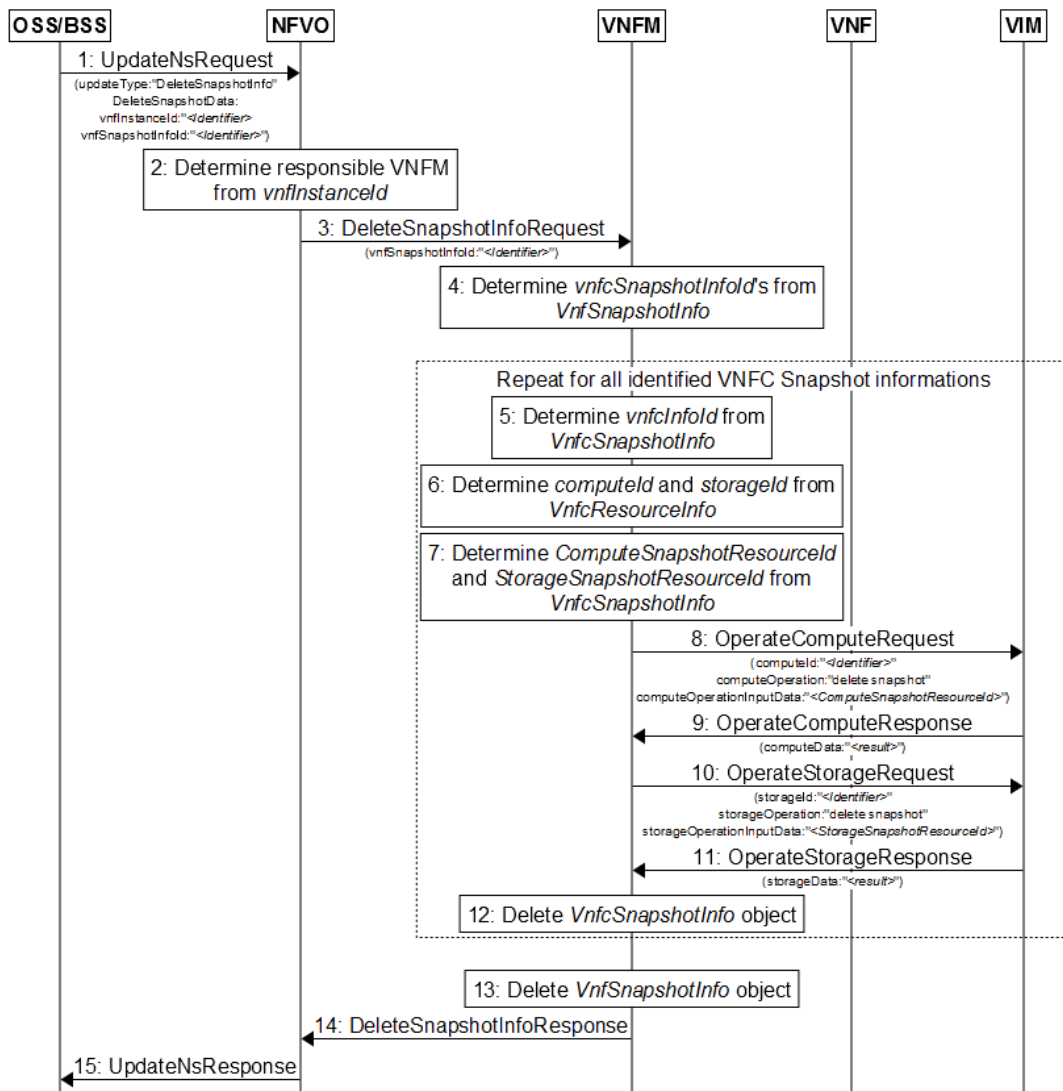 OSS/BSS NFVO VNFM VNF VIM
1: UpdateNsRequest
(updateType:"DeleteSnapshotInfo"
DeleteSnapshotData:
vnfInstanceId:"<Identifier>
vnfSnapshotInfoId:"<Identifier>")
2: Determine responsible VNFM
from vnfInstanceId
3: DeleteSnapshotInfoRequest
(vnfSnapshotInfoId:"<Identifier>")
4: Determine vnfcSnapshotInfoId's from
VnfSnapshotInfo
Repeat for all identified VNFC Snapshot informations
5: Determine vnfcInfoId from
VnfcSnapshotInfo
6: Determine computeId and storageId from
VnfcResourceInfo
7: Determine ComputeSnapshotResourceId
and StorageSnapshotResourceId from
VnfcSnapshotInfo
8: OperateComputeRequest
(computeId:"<Identifier>"
computeOperation:"delete snapshot"
computeOperationInputData:"<ComputeSnapshotResourceId>")
9: OperateComputeResponse
(computeData:"<result>")
10: OperateStorageRequest
(storageId:"<Identifier>"
storageOperation:"delete snapshot"
storageOperationInputData:"<StorageSnapshotResourceId>")
11: OperateStorageResponse
(storageData:"<result>")
12: Delete VnfcSnapshotInfo object
13: Delete VnfSnapshotInfo object
14: DeleteSnapshotInfoResponse
15: UpdateNsResponse